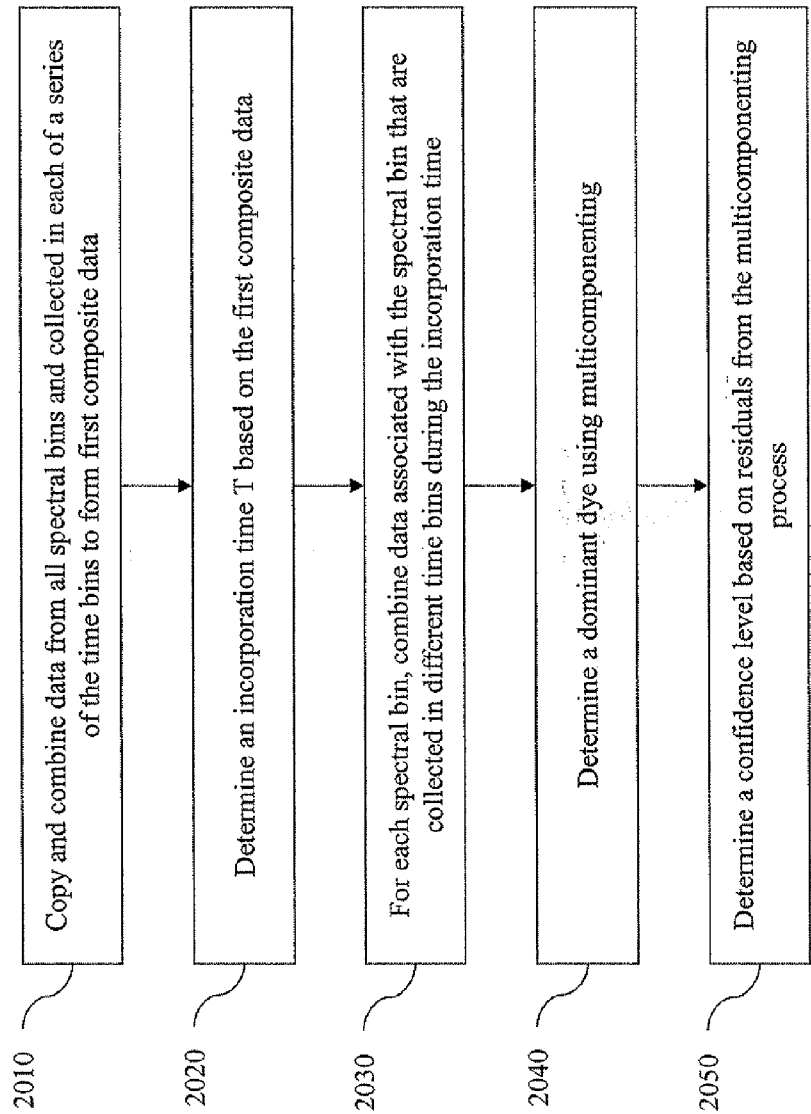 2010
Copy and combine data from all spectral bins and collected in each of a series
of the time bins to form first composite data
2020
Determine an incorporation time T based on the first composite data
2030
For each spectral bin, combine data associated with the spectral bin that are
collected in different time bins during the incorporation time
2040
Determine a dominant dye using multicomponenting
2050
Determine a confidence level based on residuals from the multicomponenting
process